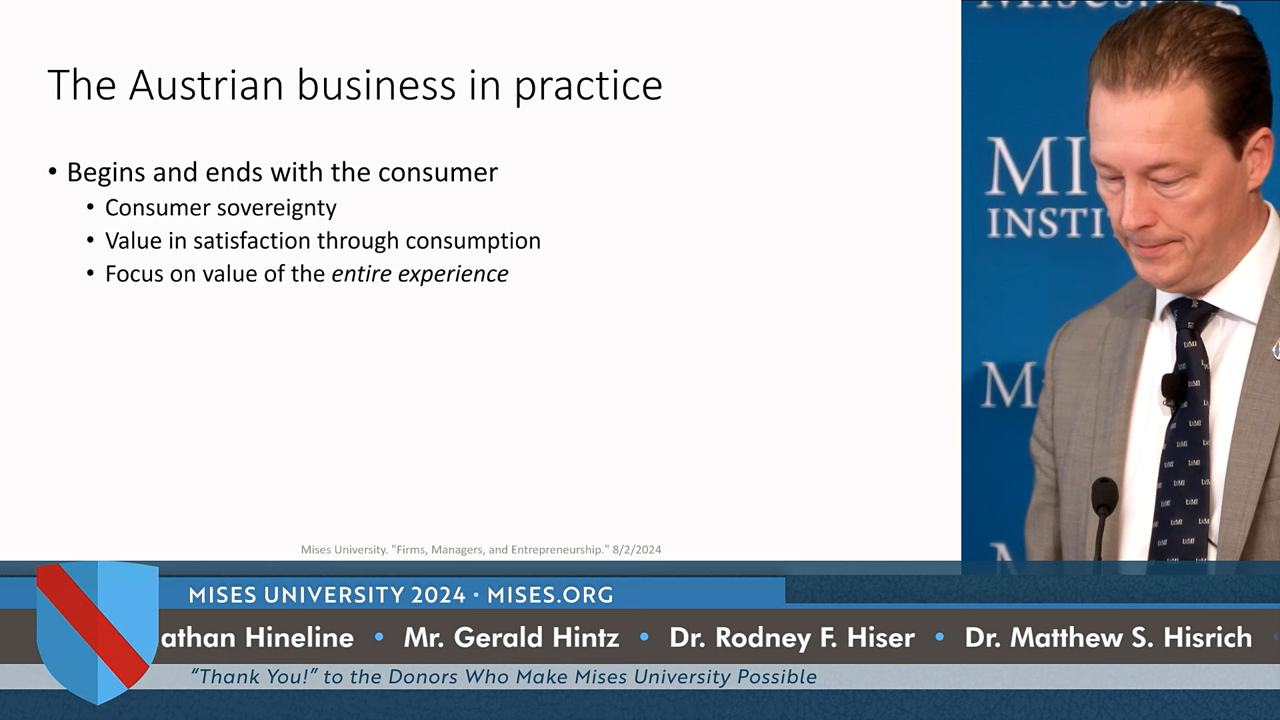 The Austrian business in practice
• Begins and ends with the consumer
• Consumer sovereignty
• Value in satisfaction through consumption
• Focus on value of the entire experience
Mises University. "Firms, Managers, and Entrepreneurship." 8/2/2024
Mises.org
MI
INSTI
M
MISES UNIVERSITY 2024 • MISES.ORG
athan Hineline • Mr. Gerald Hintz • Dr. Rodney F. Hiser • Dr. Matthew S. Hisrich
"Thank You!" to the Donors Who Make Mises University Possible